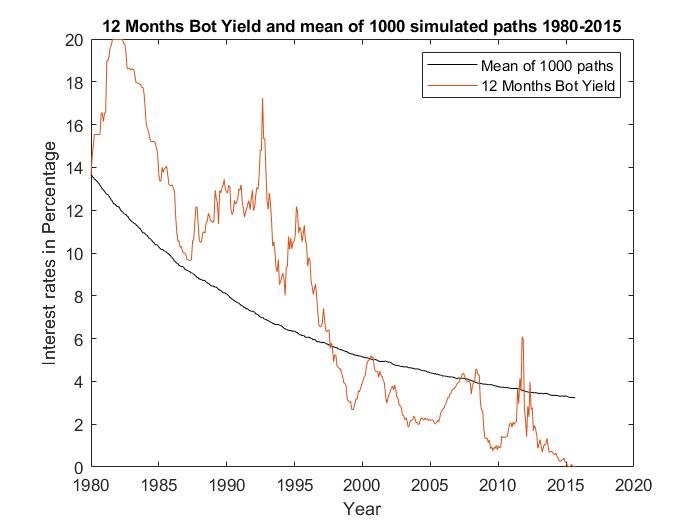 12 Months Bot Yield and mean of 1000 simulated paths 1980-2015
20
18
16
14
12
10
8
6
4
2
0
Interest rates in Percentage
Mean of 1000 paths
12 Months Bot Yield
1980 1985 1990 1995 2000 2005 2010 2015 2020
Year